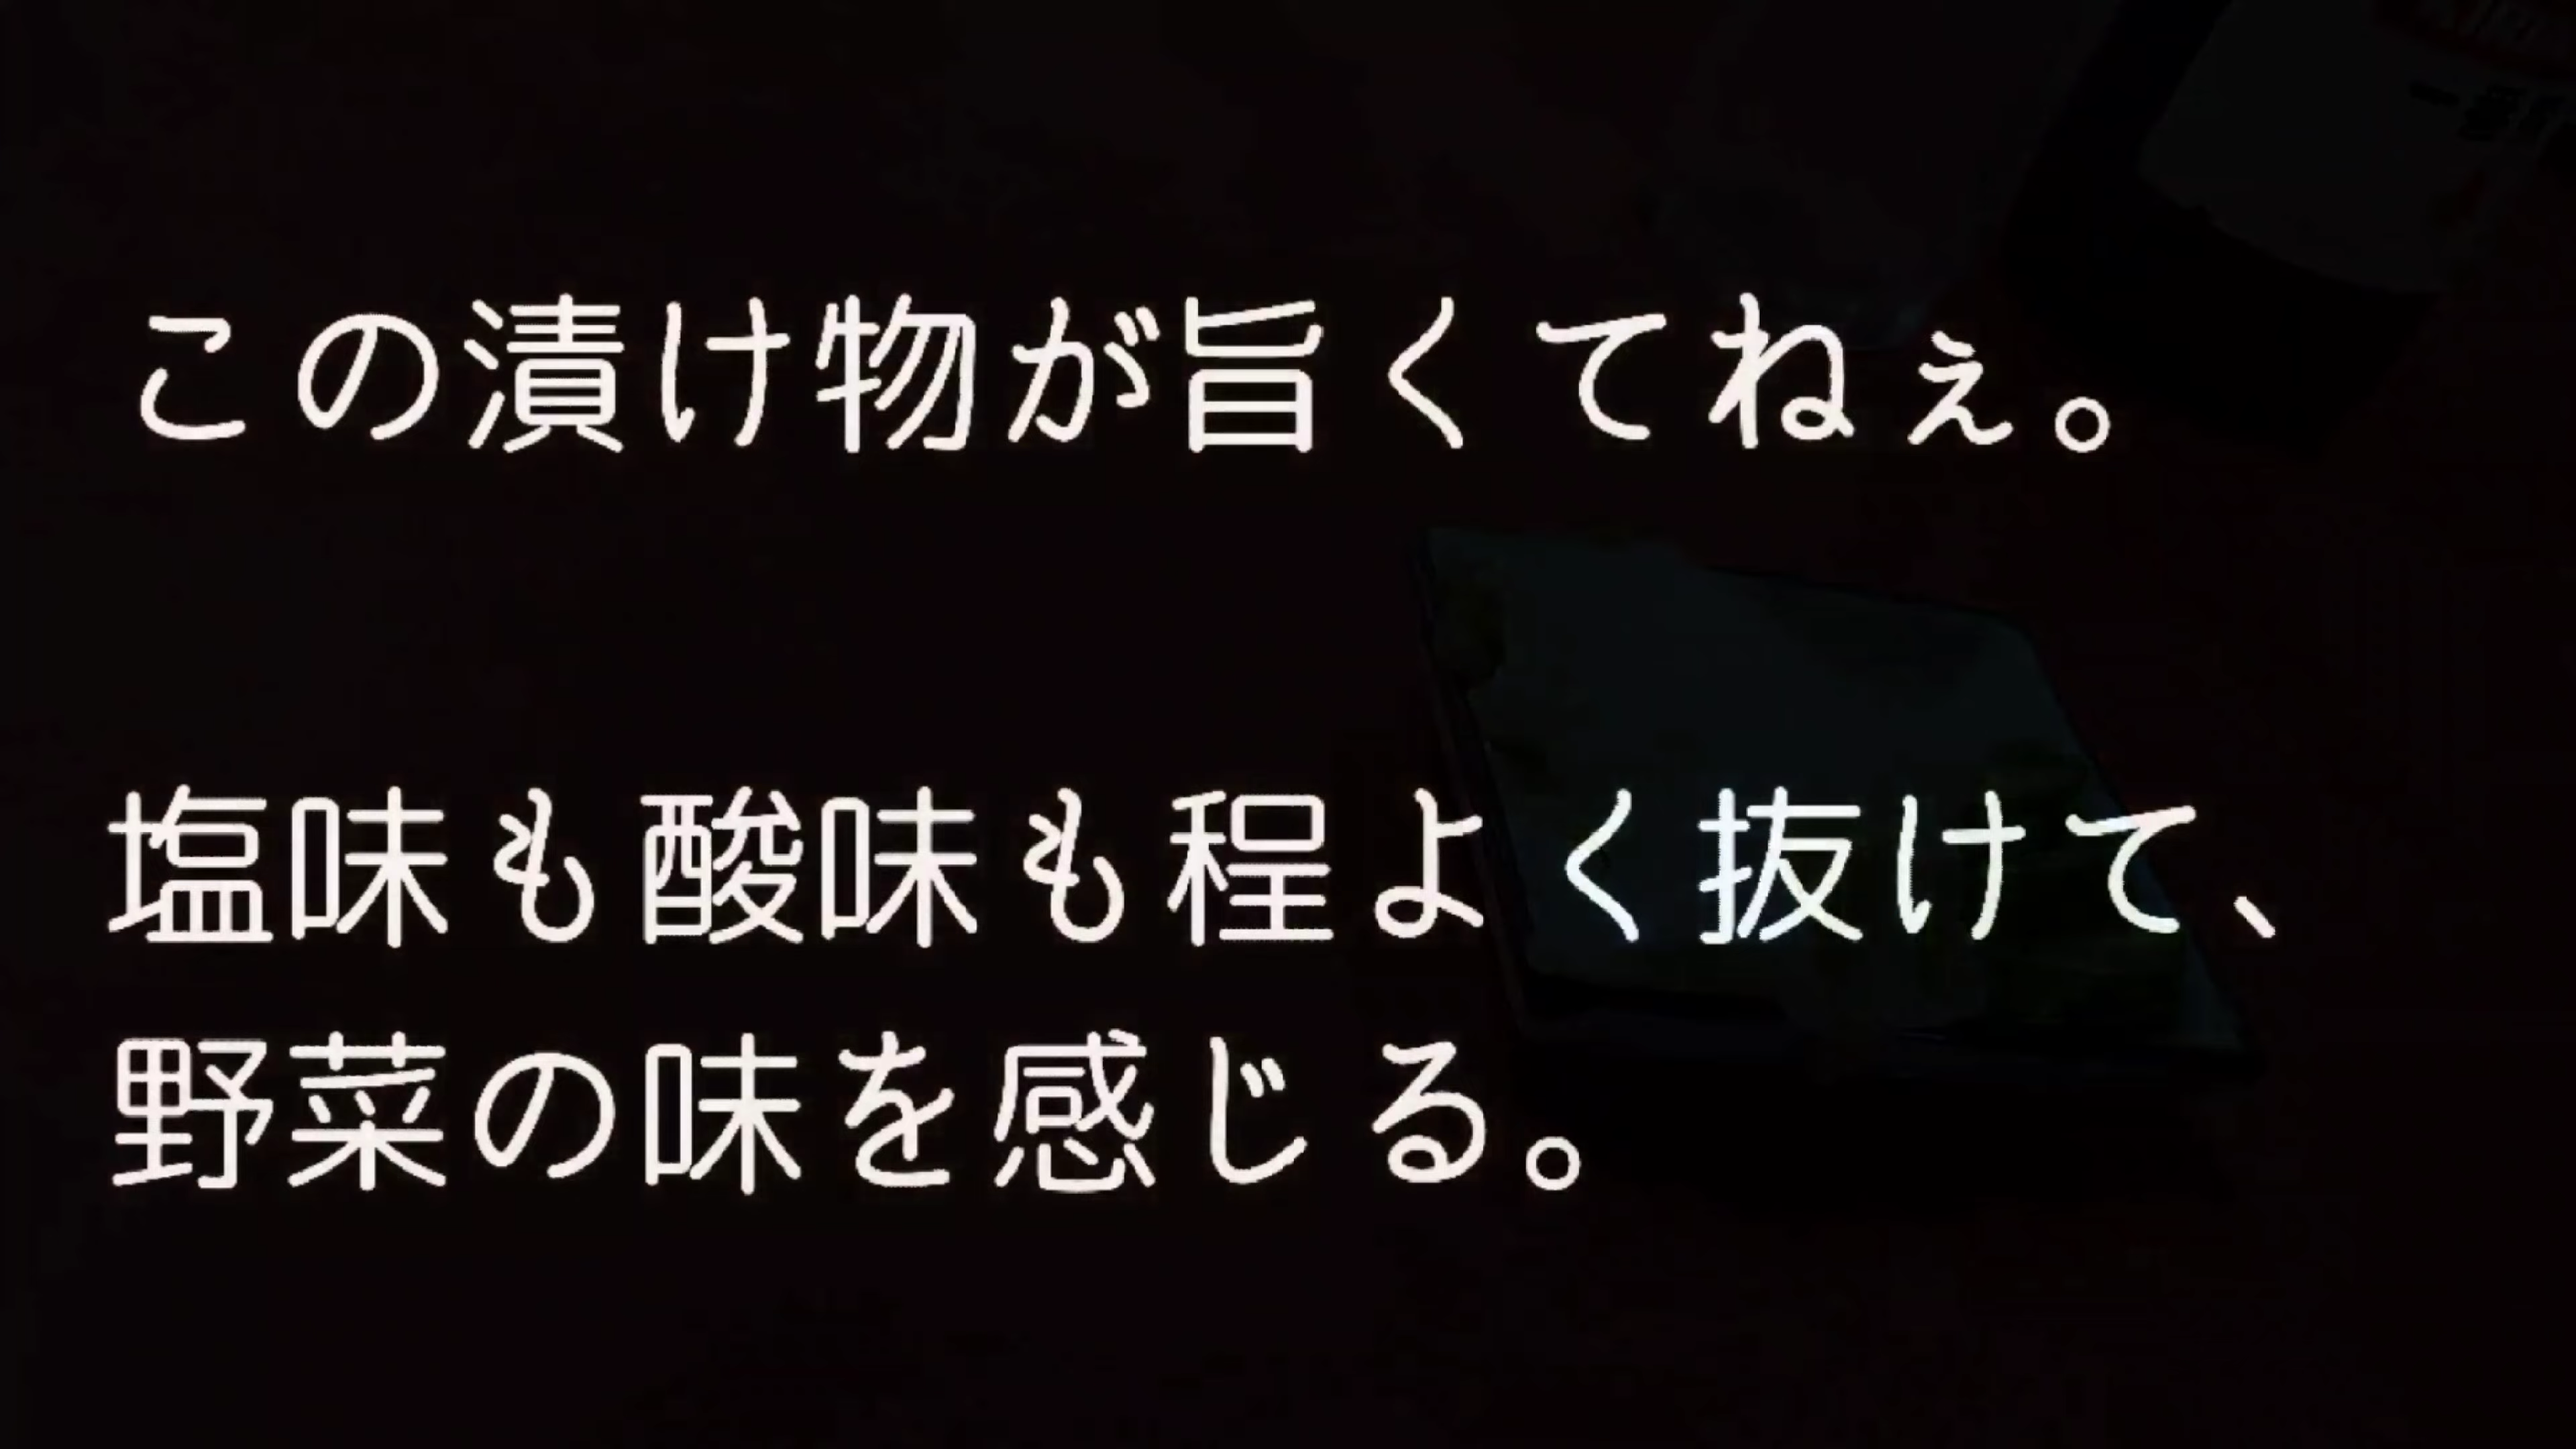 この漬け物が旨くてねぇ。
塩味も酸味も程よく抜けて、
野菜の味を感じる。